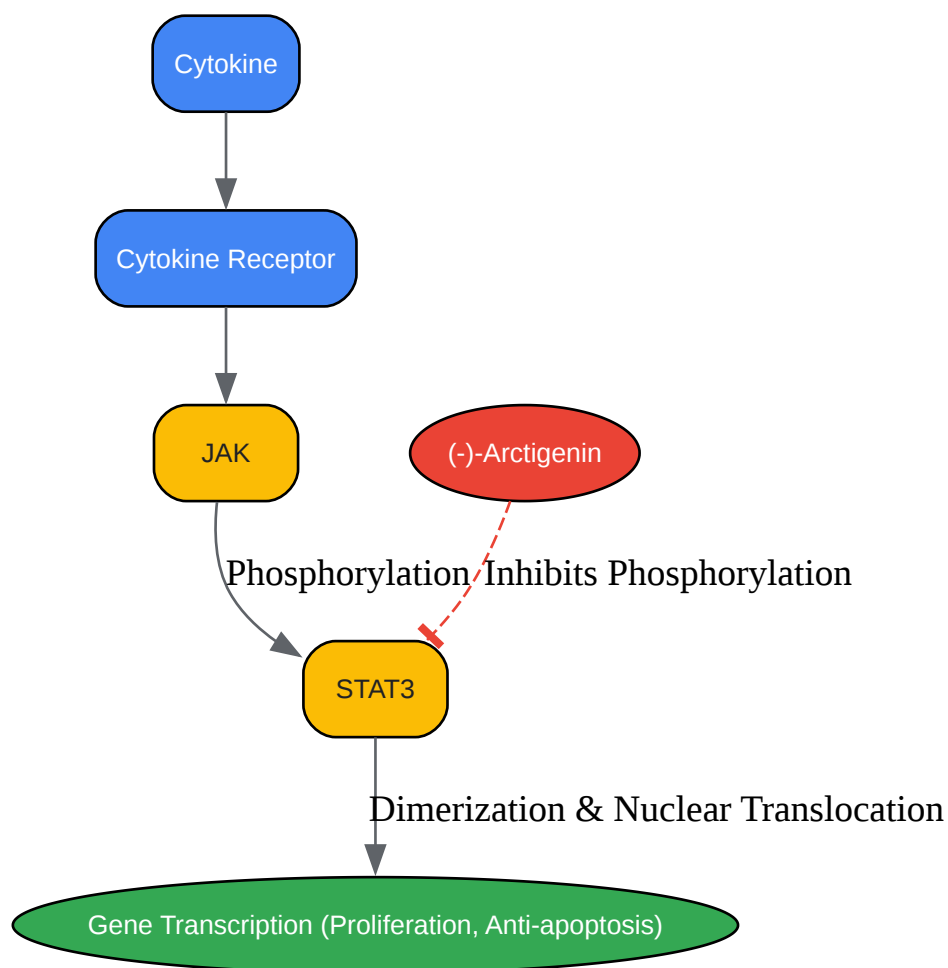 Cytokine
Cytokine Receptor
JAK
(-)-Arctigenin
Phosphorylation
Inhibits Phosphorylation
STAT3
Dimerization & Nuclear Translocation
Gene Transcription (Proliferation, Anti-apoptosis)